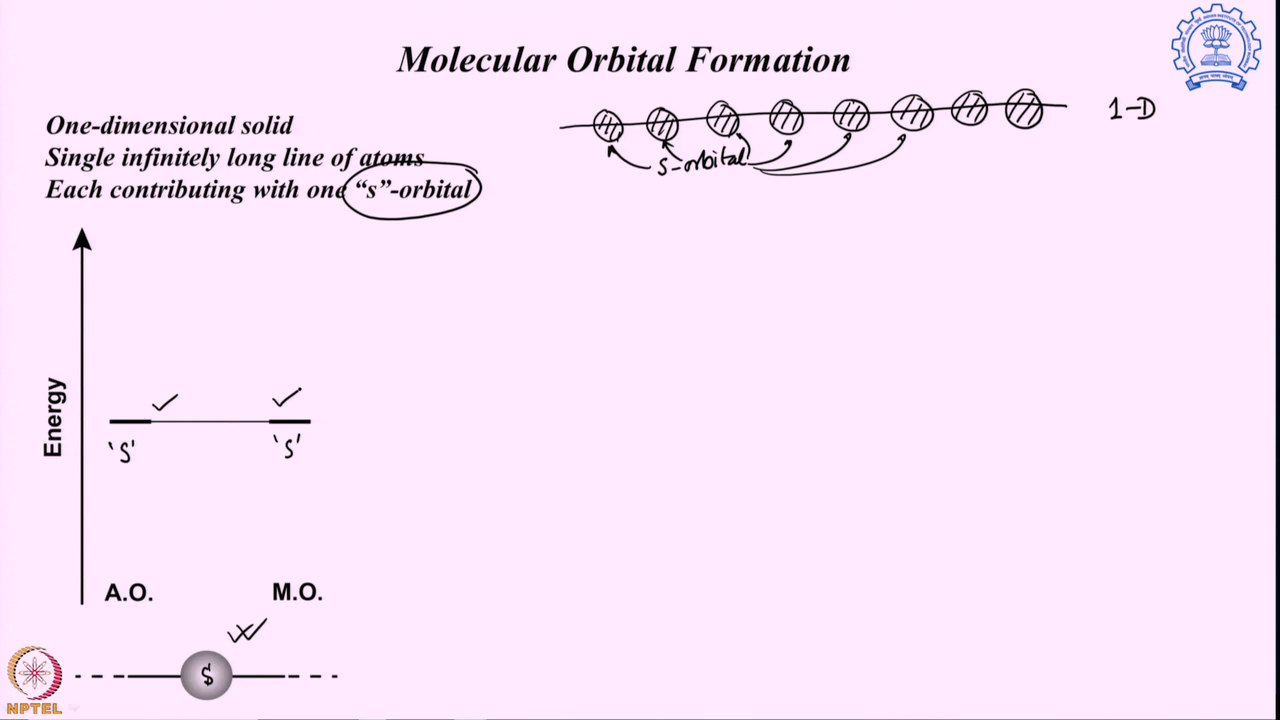 Molecular Orbital Formation
One-dimensional solid
Single infinitely long line of atoms
Each contributing with one “s”-orbital
1-D
s-orbital
Energy
'S'
'S'
A.O.
M.O.
S
NPTEL